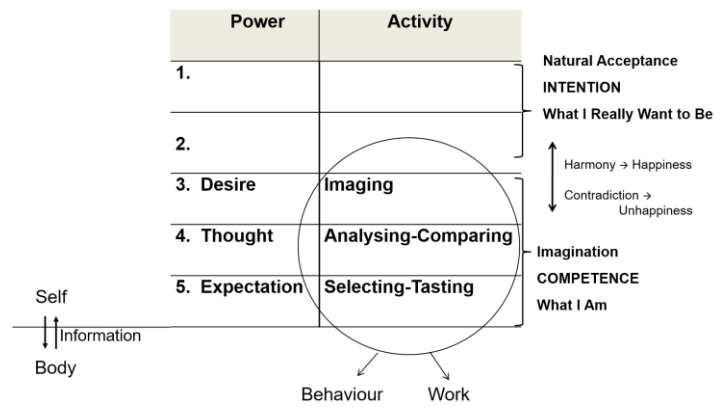 Power Activity
1.
2.
3. Desire Imaging
4. Thought Analysing-Comparing
5. Expectation Selecting-Tasting
Natural Acceptance
INTENTION
What I Really Want to Be
Harmony → Happiness
Contradiction →
Unhappiness
Imagination
COMPETENCE
What I Am
Self
Information
Body
Behaviour Work